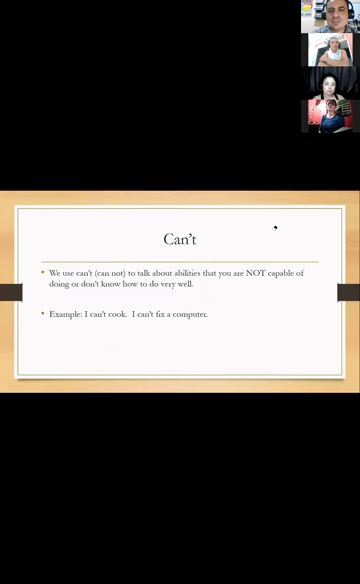 Can't
• We use can't (can not) to talk about abilities that you are NOT capable of
doing or don't know how to do very well.
• Example: I can't cook.  I can't fix a computer.